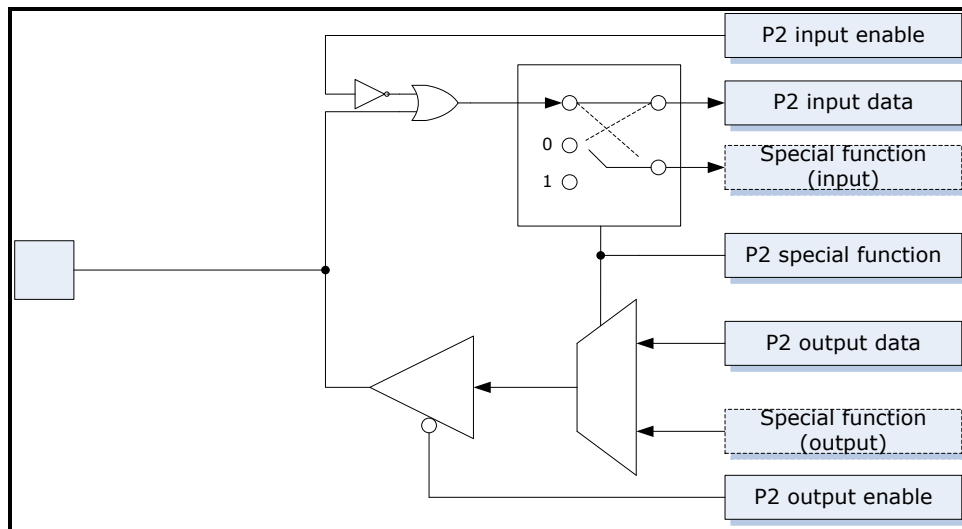 P2 input enable
P2 input data
0
Special function
(input)
1
P2 special function
P2 output data
Special function
(output)
P2 output enable